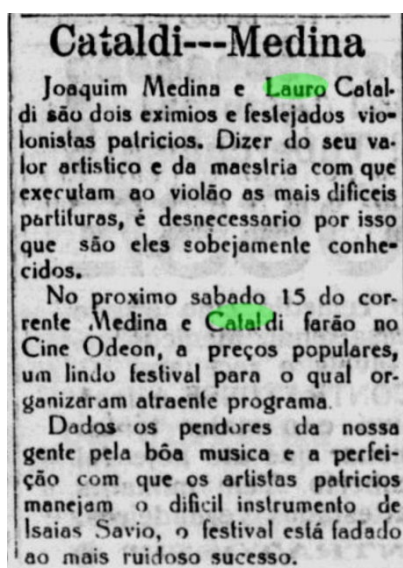 Cataldi---Medina
Joaquim Medina e Lauro Catal-
di são dois eximios e festejados vio-
lonistas patricios. Dizer do seu va-
lor artistico e da maestria com que
executam ao violão as mais dificeis
partituras, é desnecessario por isso
que são eles sobejamente conhe-
cidos.
No proximo sabado 15 do cor-
rente Medina e Cataldi farão no
Cine Odeon, a preços populares,
um lindo festival para o qual or-
ganizaram atraente programa.
Dados os pendores da nossa
gente pela bôa musica e a perfei-
ção com que os artistas patricios
manejam o dificil instrumento de
Isaias Savio, o festival está fadado
ao mais ruidoso sucesso.